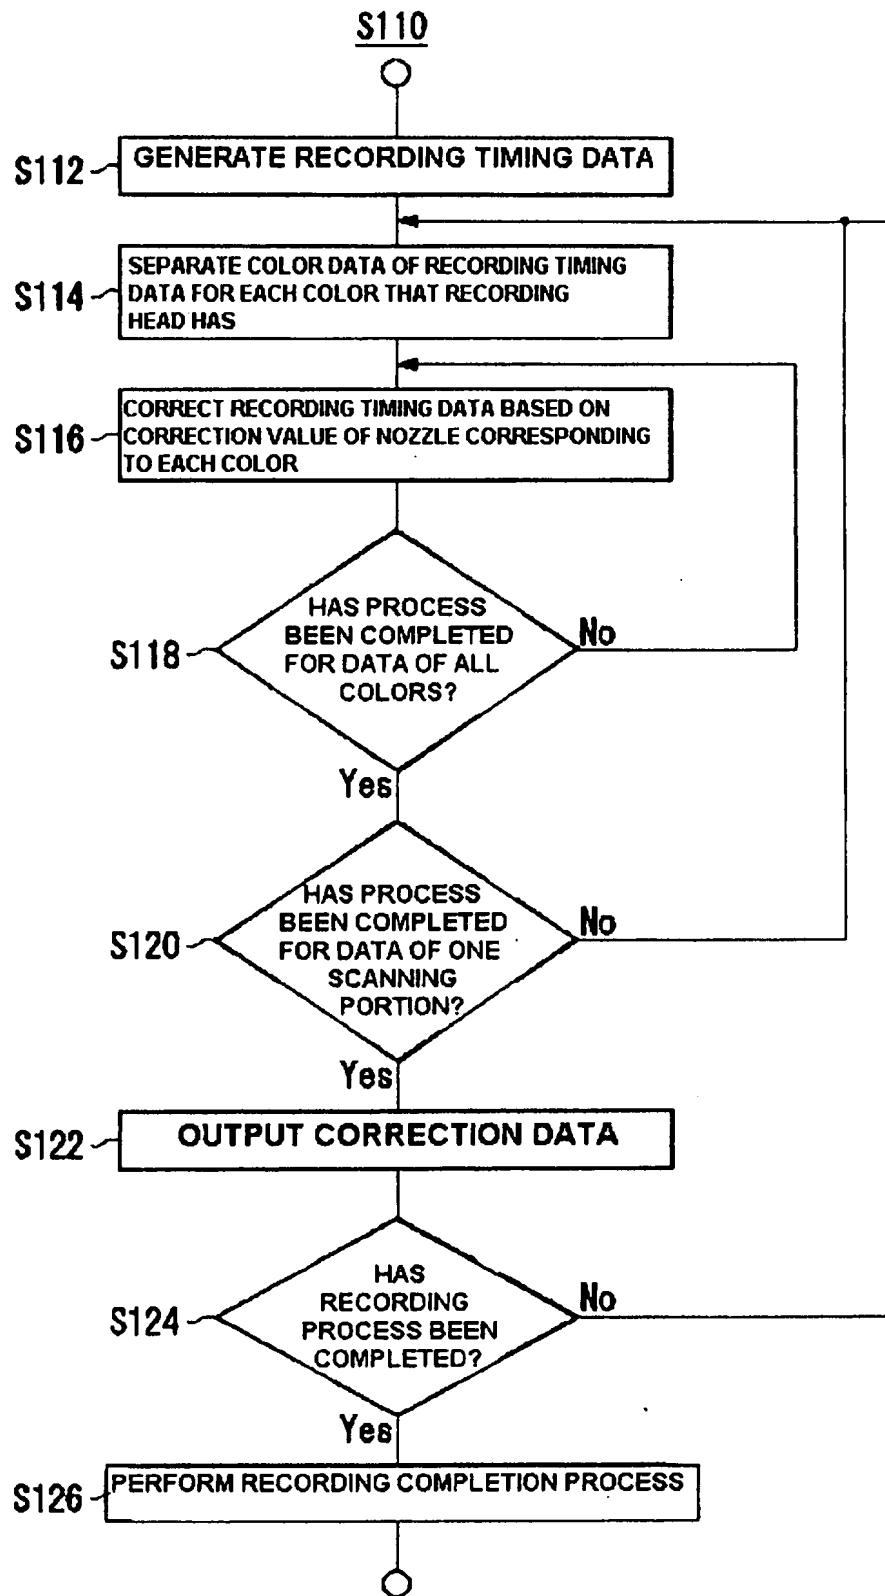 S110
S112
GENERATE RECORDING TIMING DATA
S114
SEPARATE COLOR DATA OF RECORDING TIMING
DATA FOR EACH COLOR THAT RECORDING
HEAD HAS
S116
CORRECT RECORDING TIMING DATA BASED ON
CORRECTION VALUE OF NOZZLE CORRESPONDING
TO EACH COLOR
S118
HAS PROCESS
BEEN COMPLETED
FOR DATA OF ALL
COLORS?
No
Yes
S120
HAS PROCESS
BEEN COMPLETED
FOR DATA OF ONE
SCANNING
PORTION?
No
Yes
S122
OUTPUT CORRECTION DATA
S124
HAS
RECORDING
PROCESS BEEN
COMPLETED?
No
Yes
S126
PERFORM RECORDING COMPLETION PROCESS